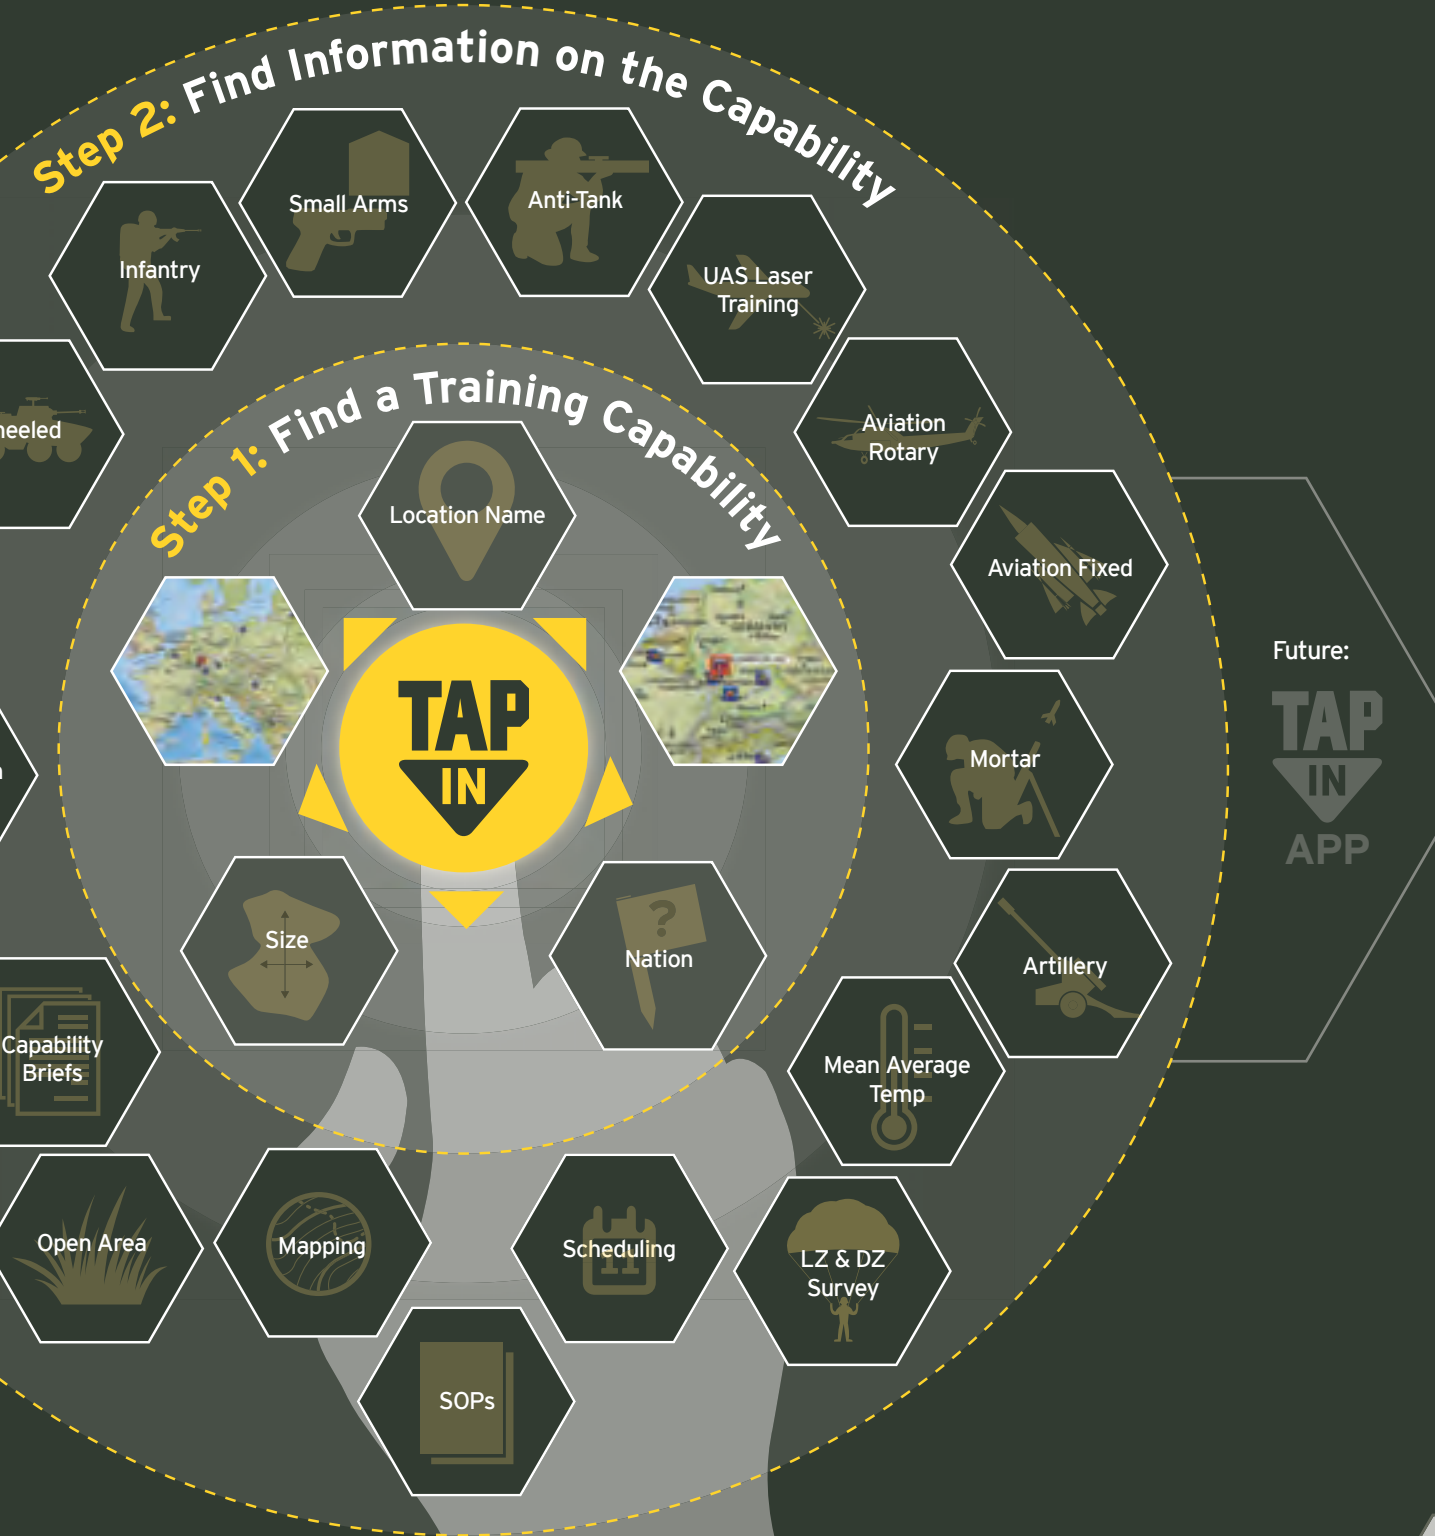 Step 2: Find Information on the Capability
Small Arms
Anti-Tank
Infantry
UAS Laser
Training
Aviation
Rotary
heeled
Step 1: Find a Training Capability
Location Name
Aviation Fixed
Future:
TAP
IN
APP
TAP
IN
Mortar
Size
Nation
?
Artillery
Capability
Briefs
Mean Average
Temp
Open Area
Mapping
Scheduling
11
LZ & DZ
Survey
SOPs